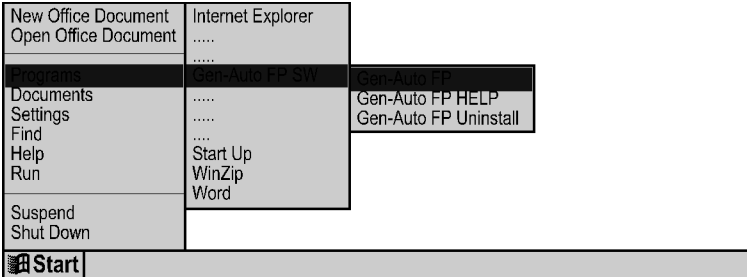 New Office Document
Open Office Document
Programs
Documents
Settings
Find
Help
Run
Suspend
Shut Down
Start
Internet Explorer
.....
.....
Gen-Auto FP SW
.....
.....
....
Start Up
WinZip
Word
Gen-Auto FP
Gen-Auto FP HELP
Gen-Auto FP Uninstall